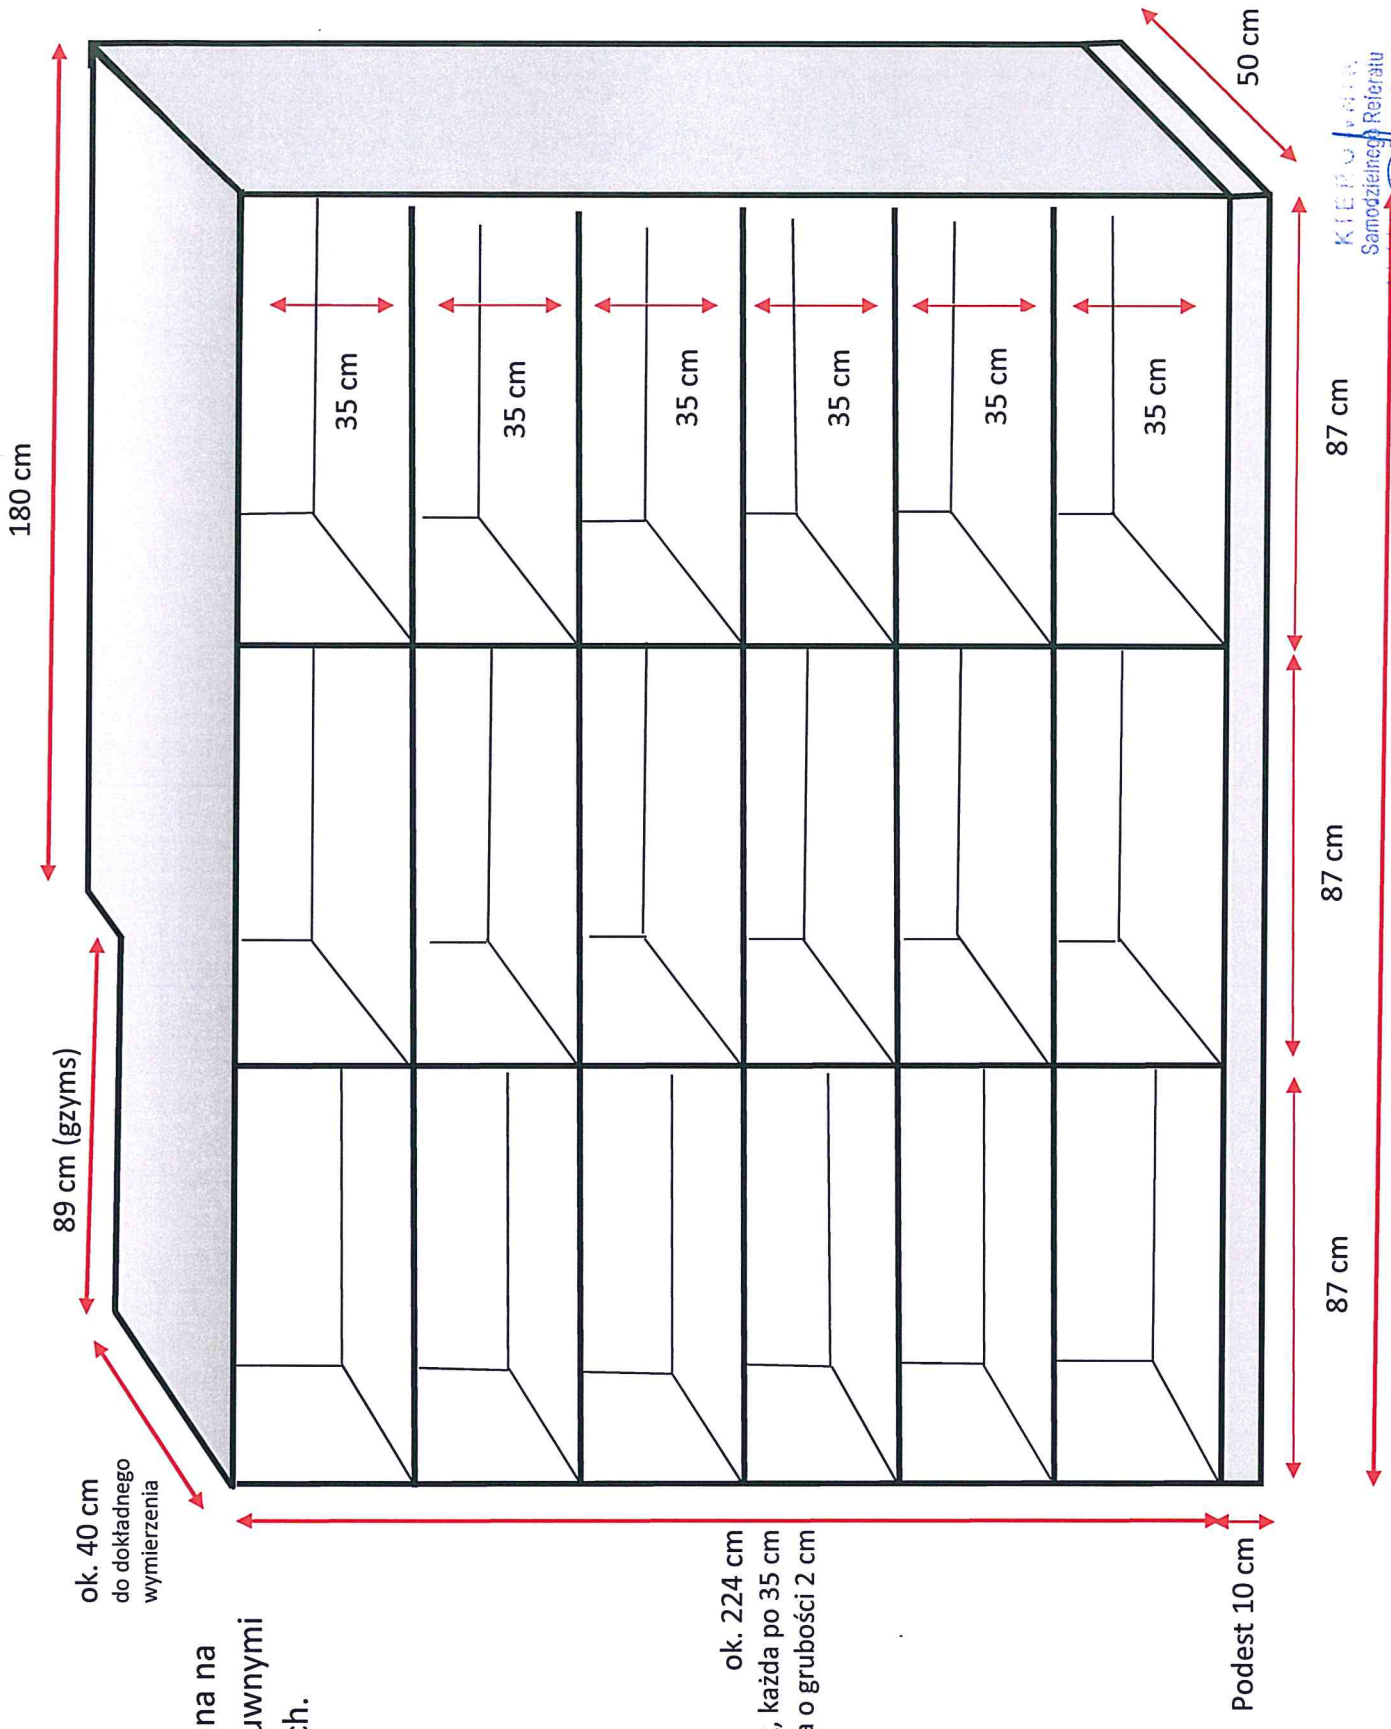 180 cm
89 cm (gzyms)
ok. 40 cm
do dokładnego
wymierzenia
na na
uwnymi
ch.
35 cm
35 cm
35 cm
35 cm
35 cm
35 cm
ok. 224 cm
, każda po 35 cm
a o grubości 2 cm
Podest 10 cm
87 cm
87 cm
87 cm
50 cm
Samodzielnego Referatu